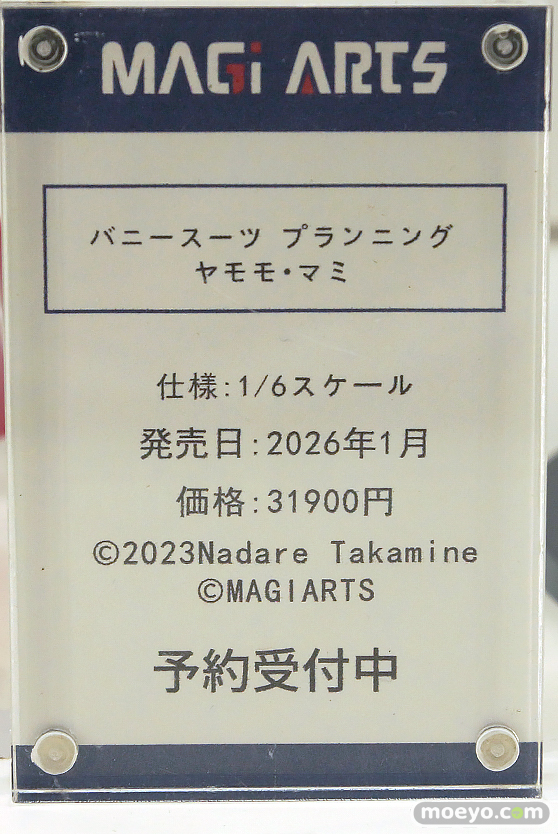 MAGi ARTS
バニースーツ プランニング
ヤモモ・マミ
仕様:1/6スケール
発売日:2026年1月
価格:31900円
©2023Nadare Takamine
©MAGIARTS
予約受付中
moeyo.com